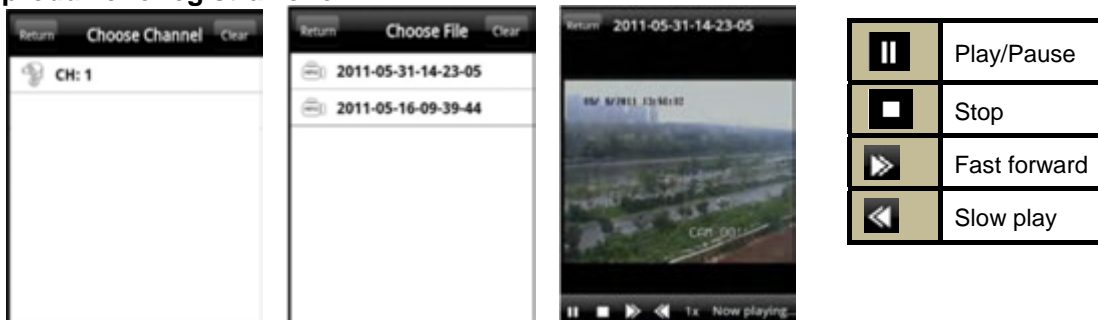 Return Choose Channel Clear
CH: 1
Return Choose File Clear
2011-05-31-14-23-05
2011-05-16-09-39-44
Return 2011-05-31-14-23-05
CAM 001
1x Now playing...
Play/Pause
Stop
Fast forward
Slow play